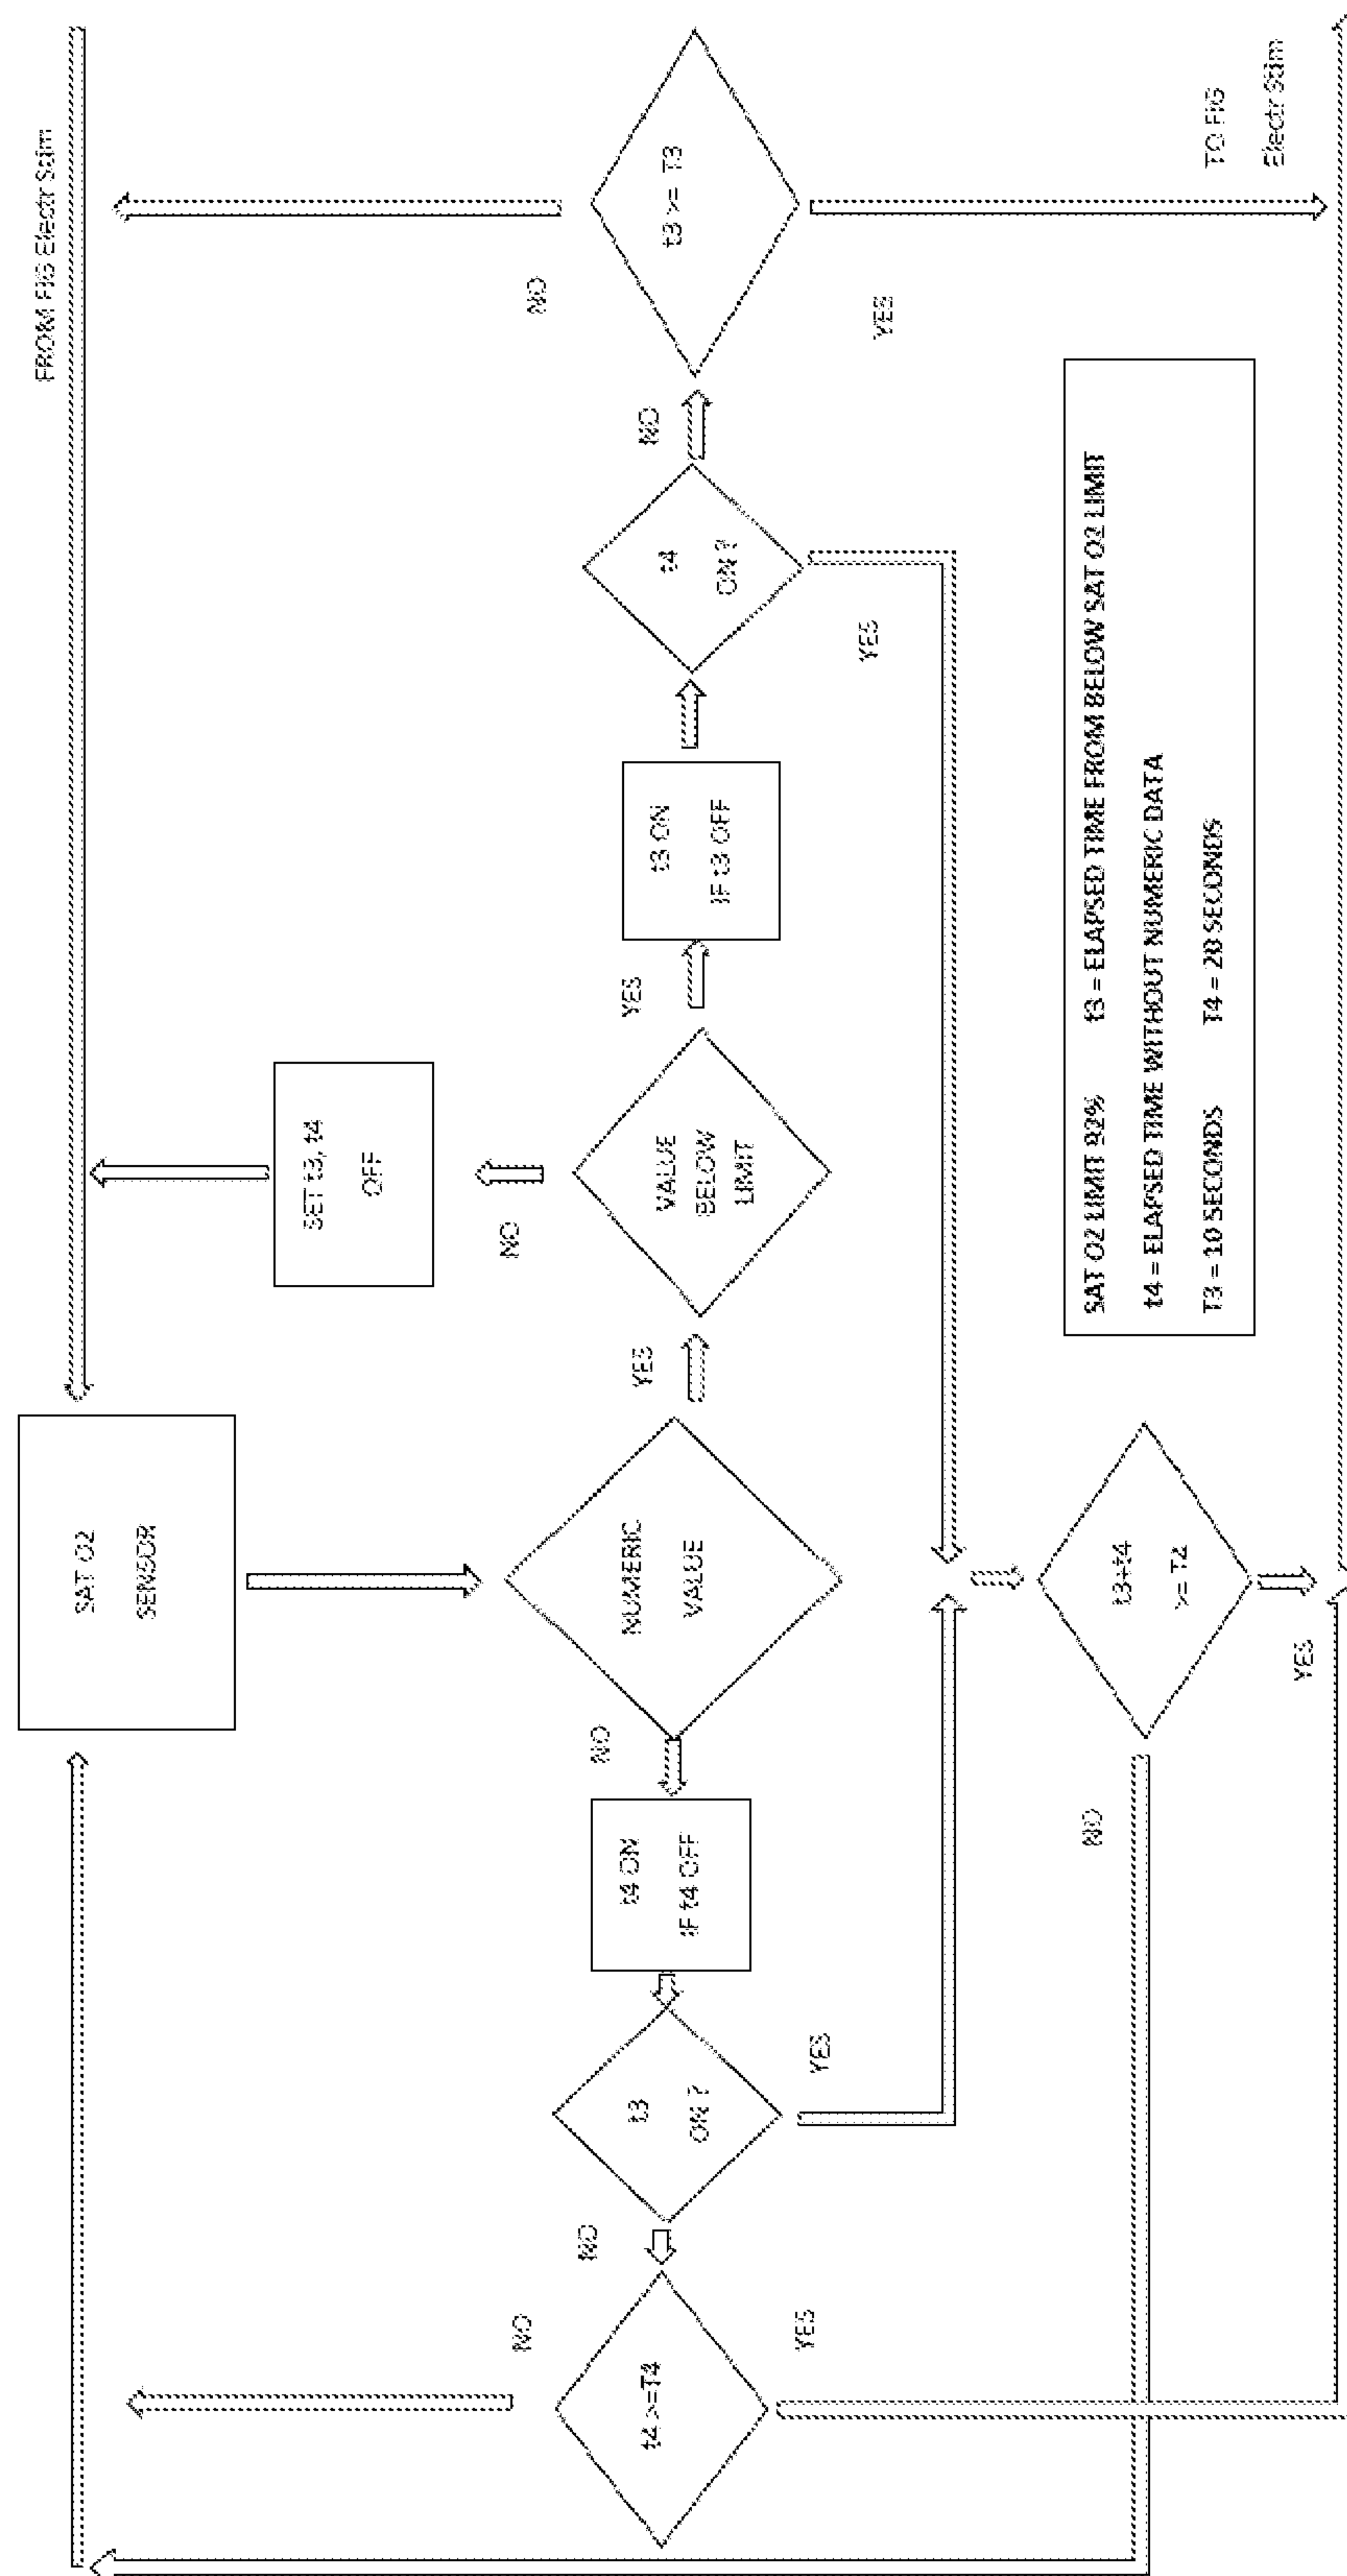 FROM FIG Electr Stim
SAT O2
SENSOR
SET t3, t4
OFF
NO
NO
NO
NO
NO
YES
YES
NO
t4 >=T4
t3
ON ?
t4 ON
IF t4 OFF
NUMERIC
VALUE
VALUE
BELOW
LIMIT
t3 ON
IF t3 OFF
t4
ON ?
t3 >= T3
YES
YES
YES
YES
NO
t3+t4
>= T2
YES
SAT O2 LIMIT 92% t3 = ELAPSED TIME FROM BELOW SAT O2 LIMIT
t4 = ELAPSED TIME WITHOUT NUMERIC DATA
T3 = 10 SECONDS T4 = 20 SECONDS
TO FIG
Electr Stim